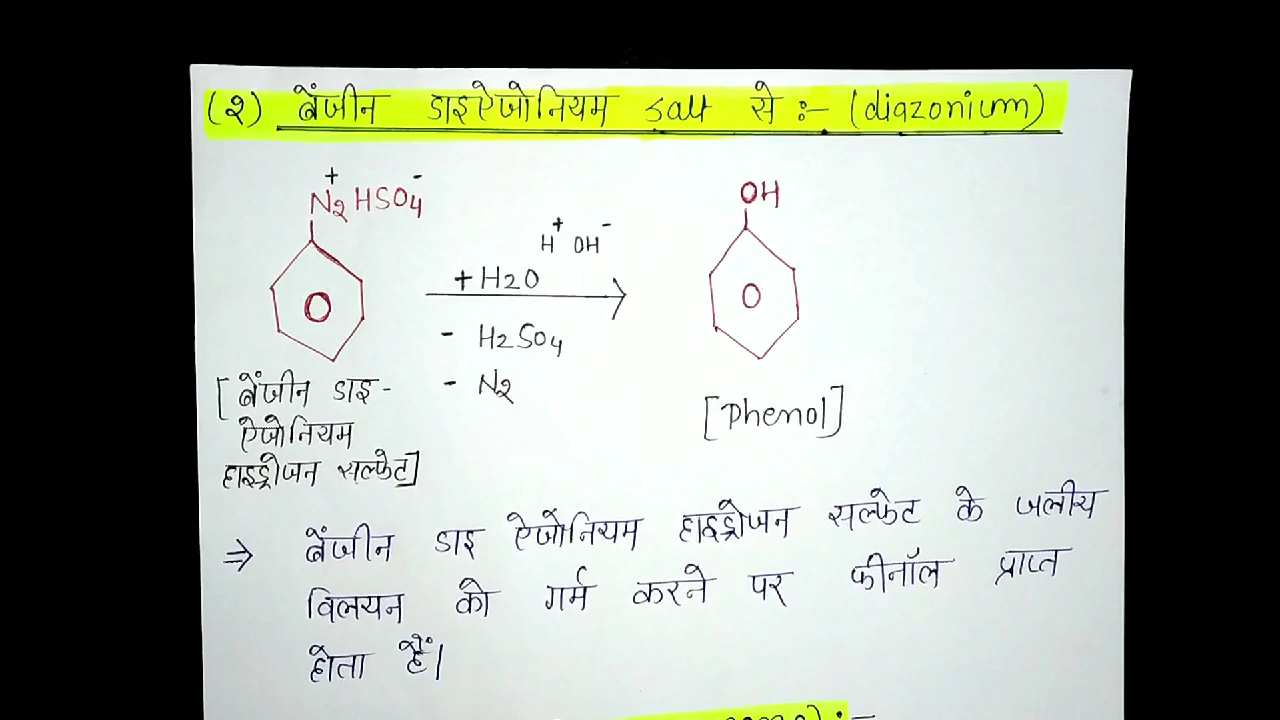 (२) बेंजीन डाइऐजोनियम salt से :- (diazonium)
+ -
N2 HSO4
OH
H+ OH-
+ H2O
- H2SO4
- N2
[बेंजीन डाइ-
ऐजोनियम
हाइड्रोजन सल्फेट]
[Phenol]
⇒ बेंजीन डाइ ऐजोनियम हाइड्रोजन सल्फेट के जलीय
विलयन को गर्म करने पर फीनॉल प्राप्त
होता हैं।